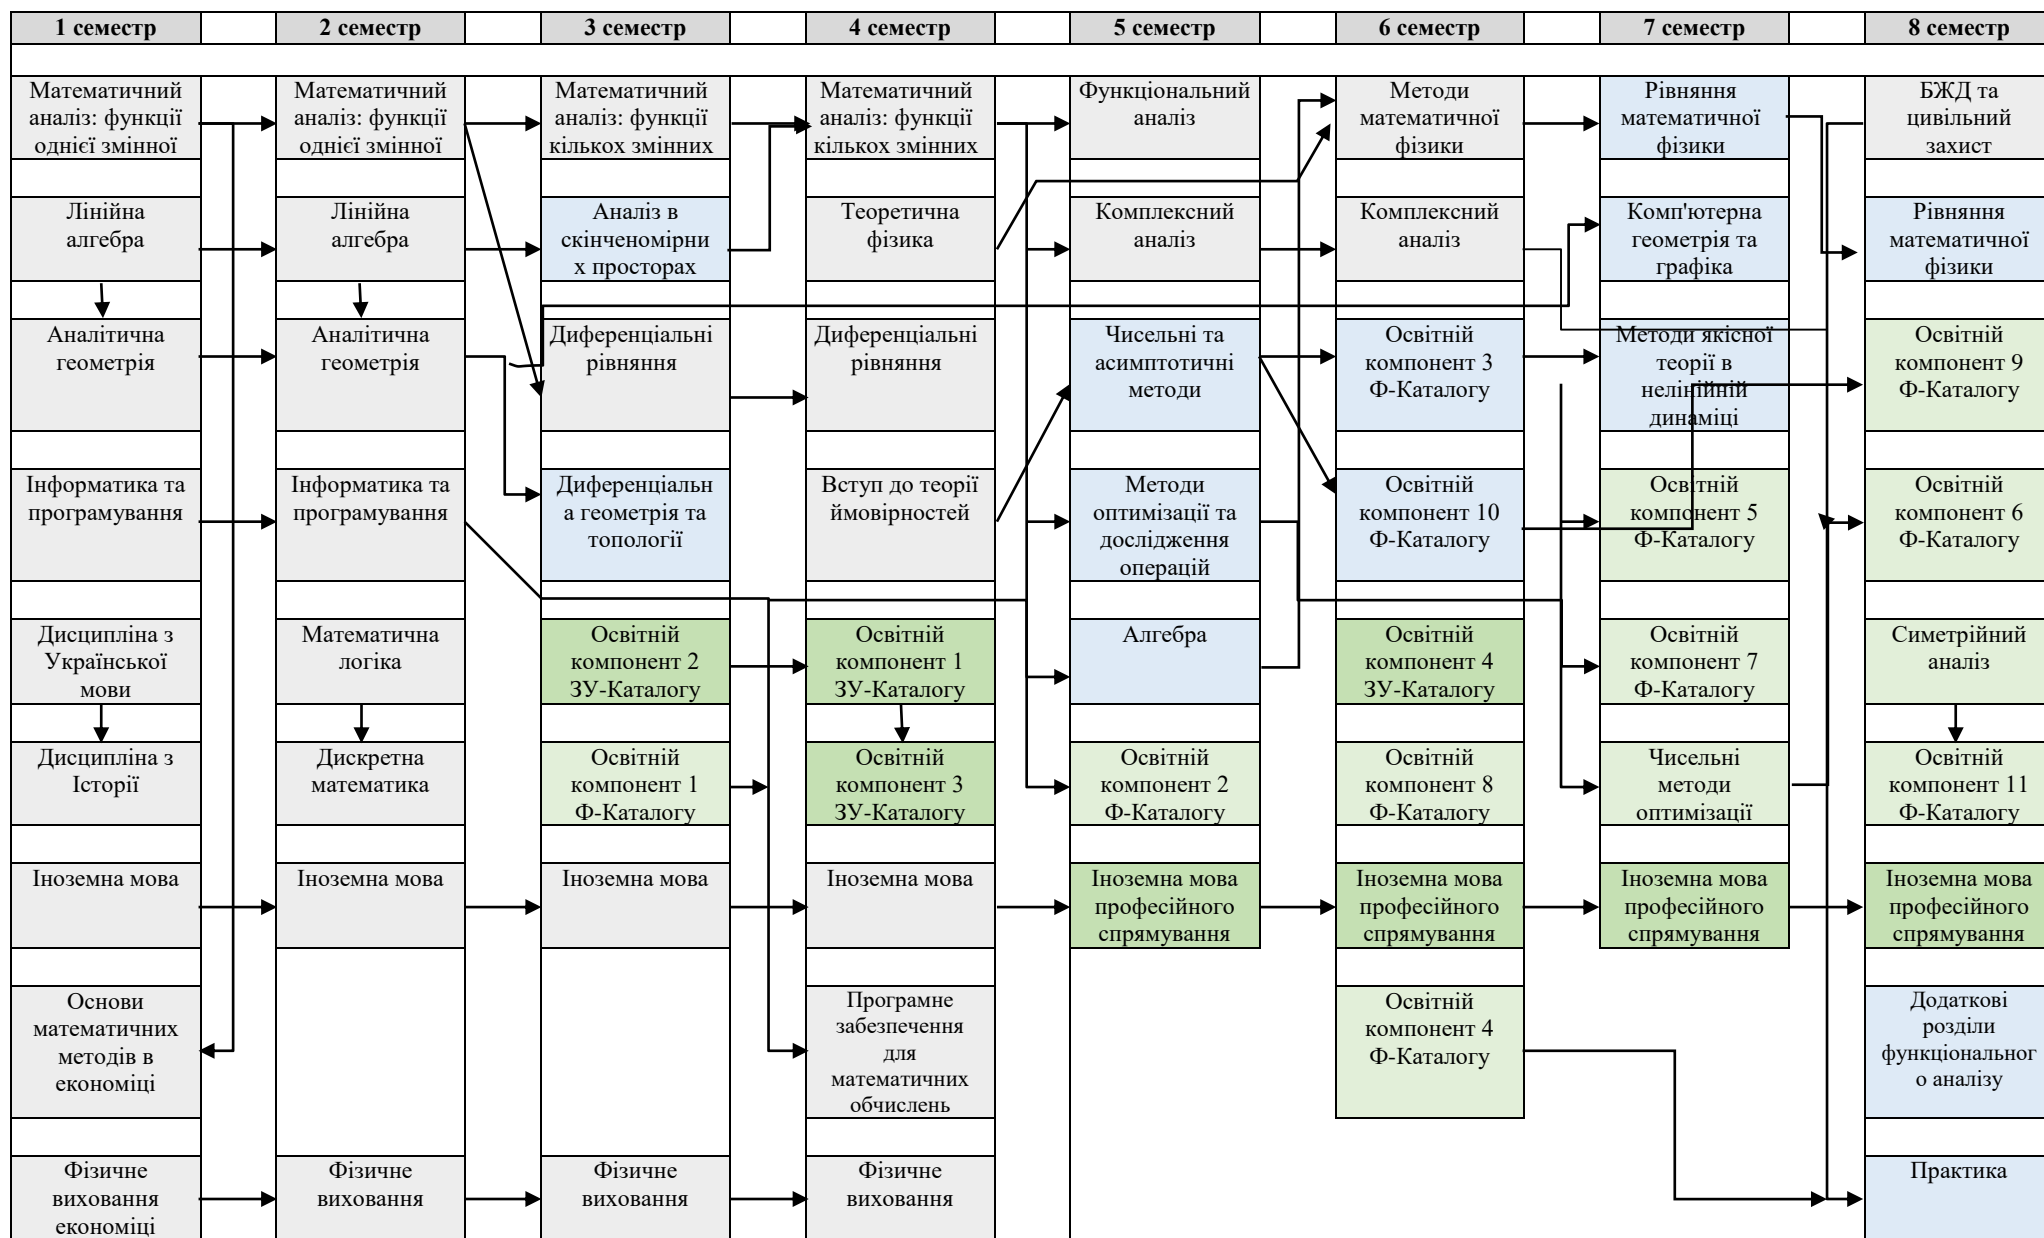 1 семестр
2 семестр
3 семестр
4 семестр
5 семестр
6 семестр
7 семестр
8 семестр
Математичний
аналіз: функції
однієї змінної
Математичний
аналіз: функції
однієї змінної
Математичний
аналіз: функції
кількох змінних
Математичний
аналіз: функції
кількох змінних
Функціональний
аналіз
Методи
математичної
фізики
Рівняння
математичної
фізики
БЖД та
цивільний
захист
Лінійна
алгебра
Лінійна
алгебра
Аналіз в
скінченомірни
х просторах
Теоретична
фізика
Комплексний
аналіз
Комплексний
аналіз
Комп'ютерна
геометрія та
графіка
Рівняння
математичної
фізики
Аналітична
геометрія
Аналітична
геометрія
Диференціальні
рівняння
Диференціальні
рівняння
Чисельні та
асимптотичні
методи
Освітній
компонент 3
Ф-Каталогу
Методи якісної
теорії в
нелінійній
динаміці
Освітній
компонент 9
Ф-Каталогу
Інформатика та
програмування
Інформатика та
програмування
Диференціальн
а геометрія та
топології
Вступ до теорії
ймовірностей
Методи
оптимізації та
дослідження
операцій
Освітній
компонент 10
Ф-Каталогу
Освітній
компонент 5
Ф-Каталогу
Освітній
компонент 6
Ф-Каталогу
Дисципліна з
Української
мови
Математична
логіка
Освітній
компонент 2
ЗУ-Каталогу
Освітній
компонент 1
ЗУ-Каталогу
Алгебра
Освітній
компонент 4
ЗУ-Каталогу
Освітній
компонент 7
Ф-Каталогу
Симетрійний
аналіз
Дисципліна з
Історії
Дискретна
математика
Освітній
компонент 1
Ф-Каталогу
Освітній
компонент 3
ЗУ-Каталогу
Освітній
компонент 2
Ф-Каталогу
Освітній
компонент 8
Ф-Каталогу
Чисельні
методи
оптимізації
Освітній
компонент 11
Ф-Каталогу
Іноземна мова
Іноземна мова
Іноземна мова
Іноземна мова
Іноземна мова
професійного
спрямування
Іноземна мова
професійного
спрямування
Іноземна мова
професійного
спрямування
Іноземна мова
професійного
спрямування
Основи
математичних
методів в
економіці
Програмне
забезпечення
для
математичних
обчислень
Освітній
компонент 4
Ф-Каталогу
Додаткові
розділи
функціональног
о аналізу
Фізичне
виховання
економіці
Фізичне
виховання
Фізичне
виховання
Фізичне
виховання
Практика